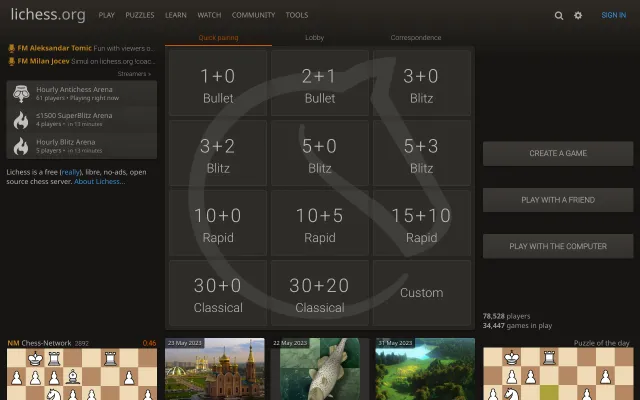 lichess.org PLAY PUZZLES LEARN WATCH COMMUNITY TOOLS SIGN IN
FM Aleksandar Tomic Fun with viewers o...
FM Milan Jocev Simul on lichess.org !coac...
Streamers »
Hourly Antichess Arena
61 players • Playing right now
≤1500 SuperBlitz Arena
4 players • in 13 minutes
Hourly Blitz Arena
5 players • in 13 minutes
Lichess is a free (really), libre, no-ads, open
source chess server. About Lichess...
Quick pairing Lobby Correspondence
1+0 2+1 3+0
Bullet Bullet Blitz
3+2 5+0 5+3
Blitz Blitz Blitz
10+0 10+5 15+10
Rapid Rapid Rapid
30+0 30+20
Classical Classical Custom
CREATE A GAME
PLAY WITH A FRIEND
PLAY WITH THE COMPUTER
78,528 players
34,447 games in play
NM Chess-Network 2892 0:46
23 May 2023 22 May 2023 21 May 2023
Puzzle of the day